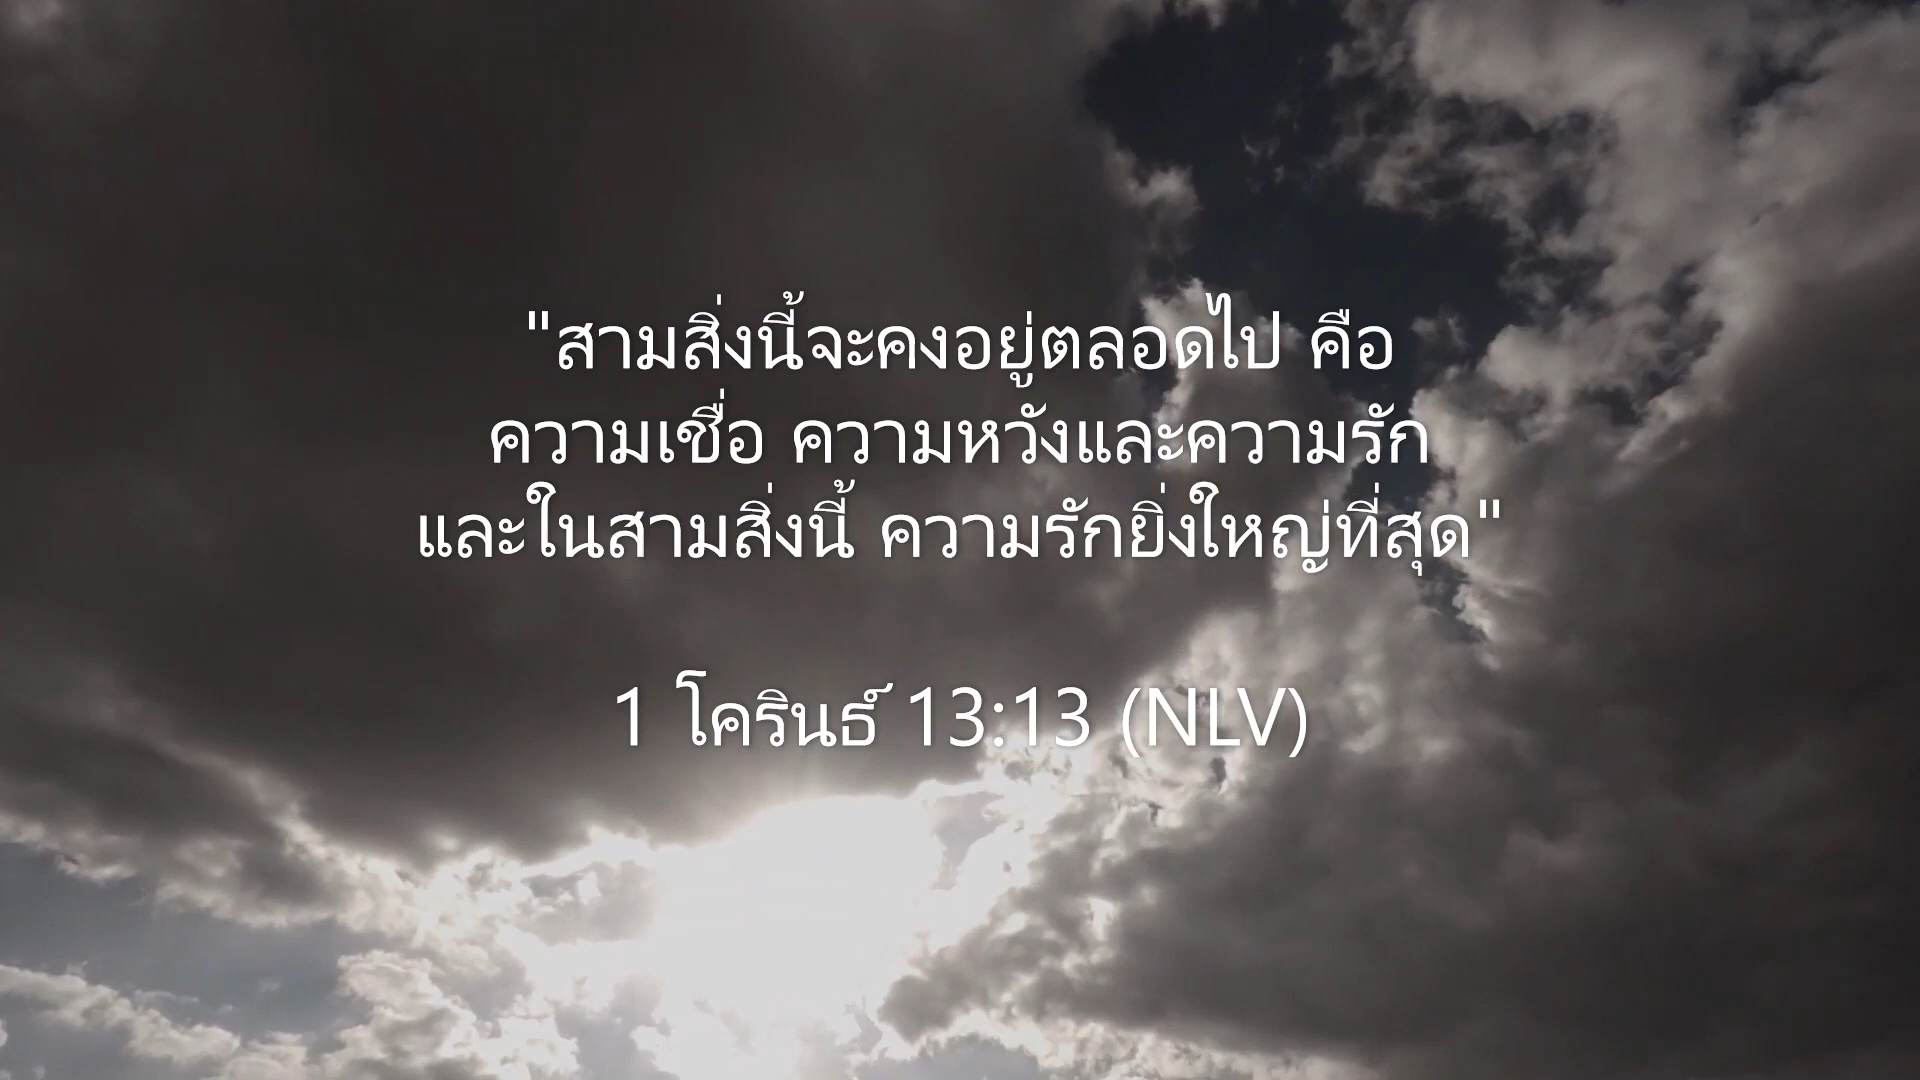 "สามสิ่งนี้จะคงอยู่ตลอดไป คือ
ความเชื่อ ความหวังและความรัก
และในสามสิ่งนี้ ความรักยิ่งใหญ่ที่สุด"
1 โครินธ์ 13:13 (NLV)